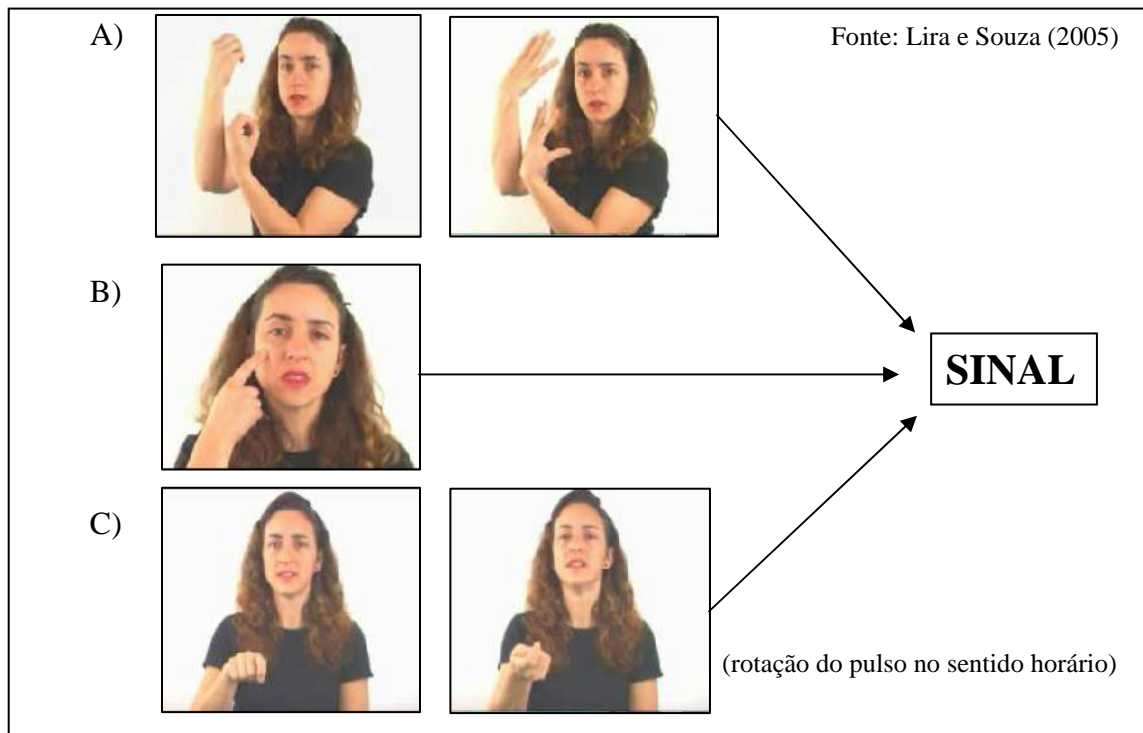 A)
Fonte: Lira e Souza (2005)
B)
SINAL
C)
(rotação do pulso no sentido horário)